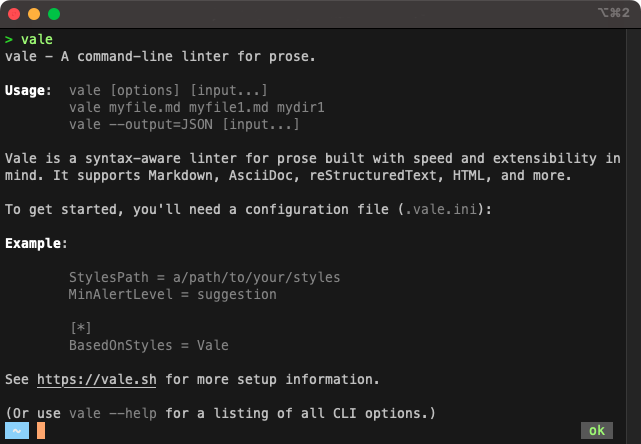 ⌥⌘2
> vale
vale - A command-line linter for prose.
Usage: vale [options] [input...]
vale myfile.md myfile1.md mydir1
vale --output=JSON [input...]
Vale is a syntax-aware linter for prose built with speed and extensibility in
mind. It supports Markdown, AsciiDoc, reStructuredText, HTML, and more.
To get started, you'll need a configuration file (.vale.ini):
Example:
StylesPath = a/path/to/your/styles
MinAlertLevel = suggestion
[*]
BasedOnStyles = Vale
See https://vale.sh for more setup information.
(Or use vale --help for a listing of all CLI options.)
~ ok